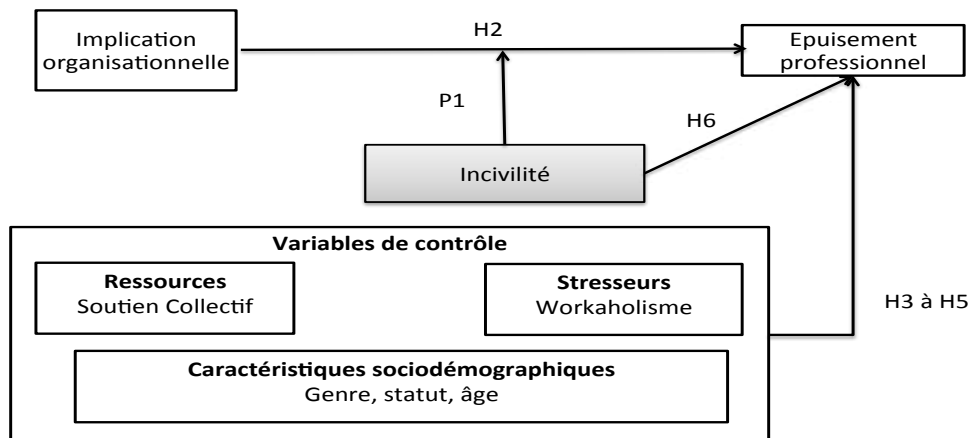 Implication
organisationnelle
H2
Epuisement
professionnel
P1
H6
Incivilité
Variables de contrôle
Ressources
Soutien Collectif
Stresseurs
Workaholisme
H3 à H5
Caractéristiques sociodémographiques
Genre, statut, âge